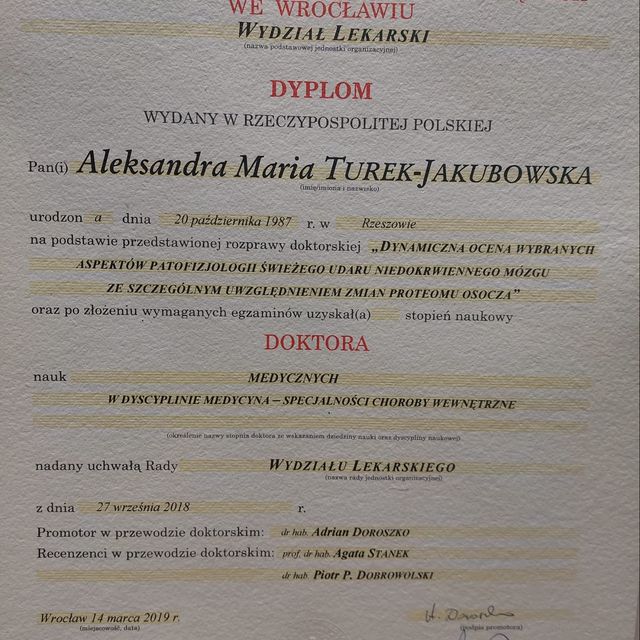 WE WROCŁAWIU
WYDZIAŁ LEKARSKI
(nazwa podstawowej jednostki organizacyjnej)
DYPLOM
WYDANY W RZECZYPOSPOLITEJ POLSKIEJ
Pan(i) Aleksandra Maria TUREK-JAKUBOWSKA
(imię/imiona i nazwisko)
urodzon a dnia 20 października 1987 r. w Rzeszowie
na podstawie przedstawionej rozprawy doktorskiej „DYNAMICZNA OCENA WYBRANYCH
ASPEKTÓW PATOFIZJOLOGII ŚWIEŻEGO UDARU NIEDOKRWIENNEGO MÓZGU
ZE SZCZEGÓLNYM UWZGLĘDNIENIEM ZMIAN PROTEOMU OSOCZA”
oraz po złożeniu wymaganych egzaminów uzyskał(a) stopień naukowy
DOKTORA
nauk MEDYCZNYCH
W DYSCYPLINIE MEDYCYNA – SPECJALNOŚCI CHOROBY WEWNĘTRZNE
(określenie nazwy stopnia doktora ze wskazaniem dziedziny nauki oraz dyscypliny naukowej)
nadany uchwałą Rady WYDZIAŁU LEKARSKIEGO
(nazwa rady jednostki organizacyjnej)
z dnia 27 września 2018 r.
Promotor w przewodzie doktorskim: dr hab. Adrian DOROSZKO
Recenzenci w przewodzie doktorskim: prof. dr hab. Agata STANEK
dr hab. Piotr P. DOBROWOLSKI
Wrocław 14 marca 2019 r.
(miejscowość, data) (podpis promotora)